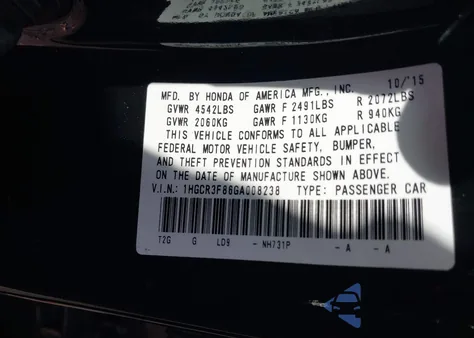 MFD. BY HONDA OF AMERICA MFG., INC. 10/15
GVWR 4542LBS GAWR F 2491LBS R 2072LBS
GVWR 2060KG GAWR F 1130KG R 940KG
THIS VEHICLE CONFORMS TO ALL APPLICABLE
FEDERAL MOTOR VEHICLE SAFETY, BUMPER,
AND THEFT PREVENTION STANDARDS IN EFFECT
ON THE DATE OF MANUFACTURE SHOWN ABOVE.
V.I.N.: 1HGCR3F86GA008238 TYPE: PASSENGER CAR
T2G G LD9 - NH731P - A - A